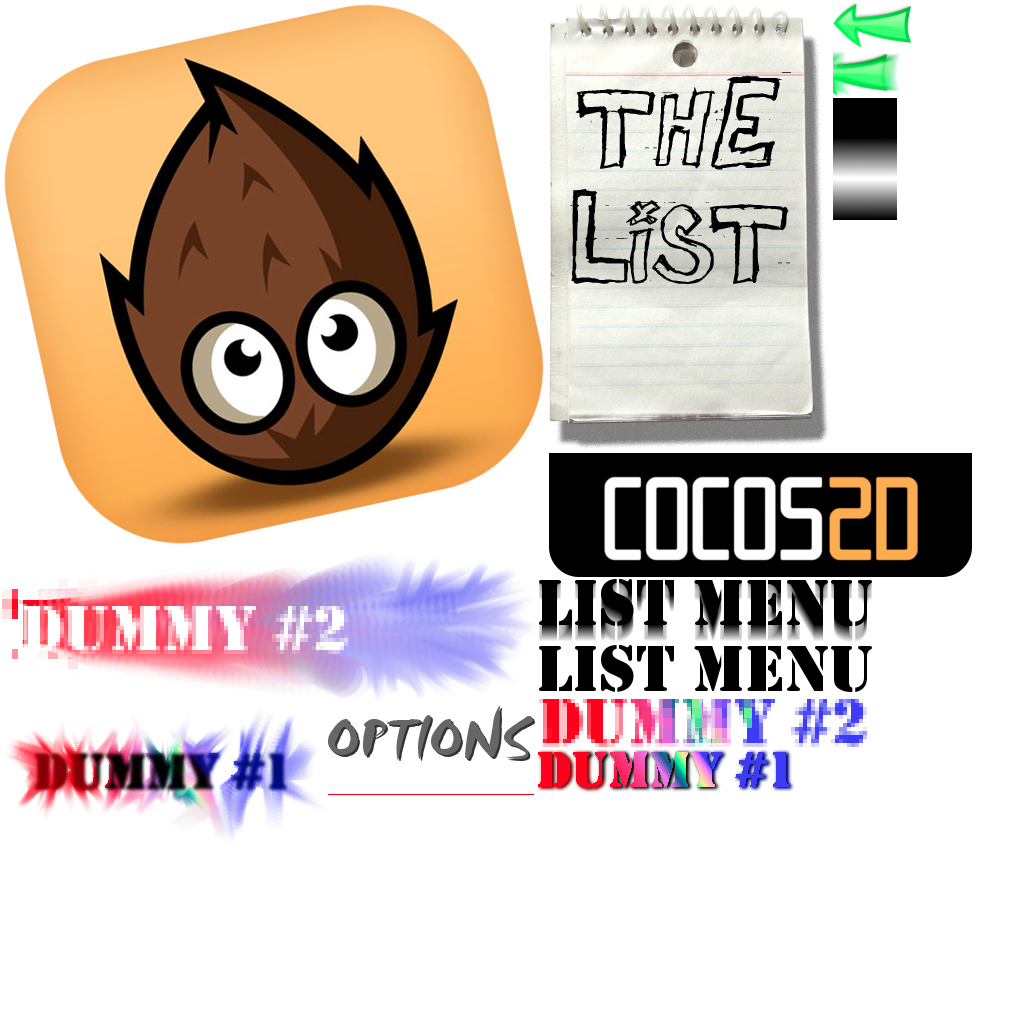 THE
LiST
COCOS2D
LIST MENU
LIST MENU
DUMMY #2
DUMMY #2
OPTIONS
DUMMY #1
DUMMY #1